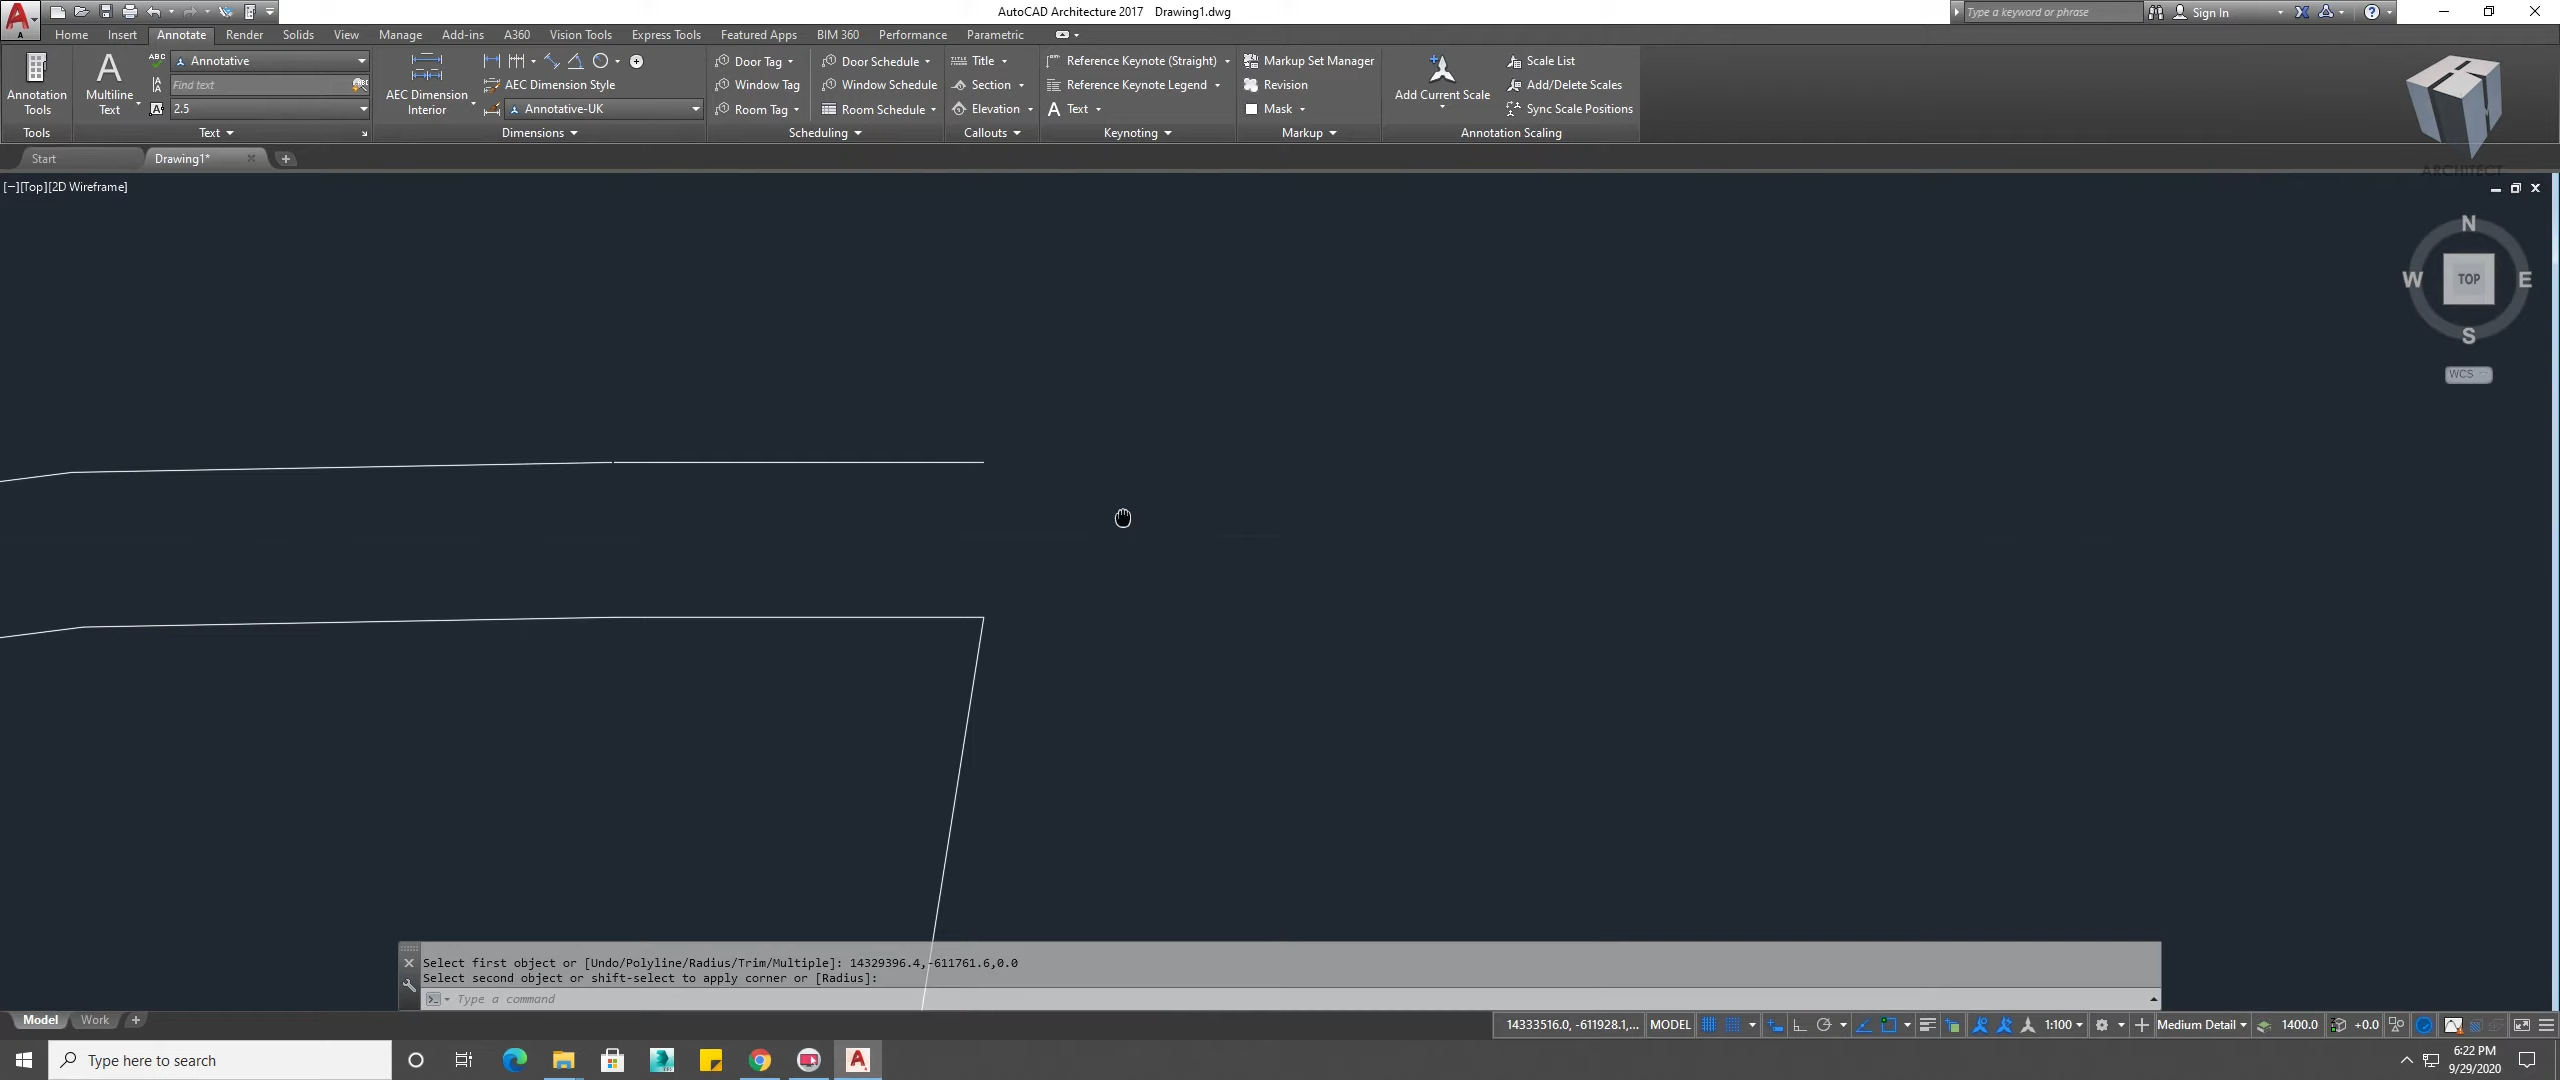 AutoCAD Architecture 2017 Drawing1.dwg
Type a keyword or phrase
Sign In
Home Insert Annotate Render Solids View Manage Add-ins A360 Vision Tools Express Tools Featured Apps BIM 360 Performance Parametric
Annotation Tools
Tools
Multiline Text
ABC
Annotative
Find text
2.5
Text
AEC Dimension Interior
AEC Dimension Style
Annotative-UK
Dimensions
Door Tag
Window Tag
Room Tag
Door Schedule
Window Schedule
Room Schedule
Scheduling
Title
Section
Elevation
Callouts
Reference Keynote (Straight)
Reference Keynote Legend
A Text
Keynoting
Markup Set Manager
Revision
Mask
Markup
Add Current Scale
Scale List
Add/Delete Scales
Sync Scale Positions
Annotation Scaling
ARCHITECT
Start
Drawing1*
[−][Top][2D Wireframe]
N
W TOP E
S
WCS
Select first object or [Undo/Polyline/Radius/Trim/Multiple]: 14329396.4,-611761.6,0.0
Select second object or shift-select to apply corner or [Radius]:
Type a command
Model Work
14333516.0, -611928.1,... MODEL 1:100 Medium Detail 1400.0 +0.0
Type here to search
6:22 PM
9/29/2020